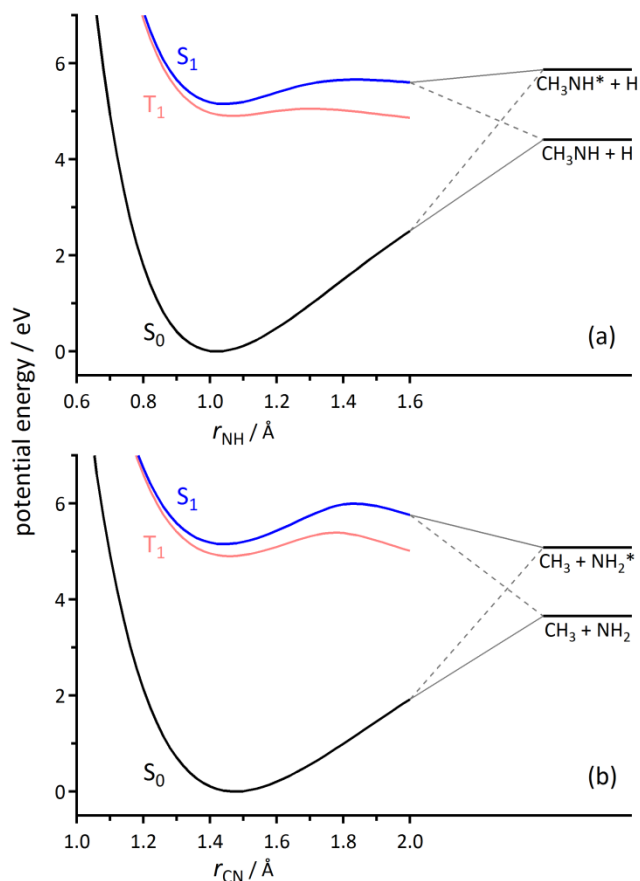 6
4
2
0
S₁
T₁
S₀
CH₃NH* + H
CH₃NH + H
(a)
0.6 0.8 1.0 1.2 1.4 1.6
r_NH / Å
potential energy / eV
6
4
2
0
S₁
T₁
S₀
CH₃ + NH₂*
CH₃ + NH₂
(b)
1.0 1.2 1.4 1.6 1.8 2.0
r_CN / Å